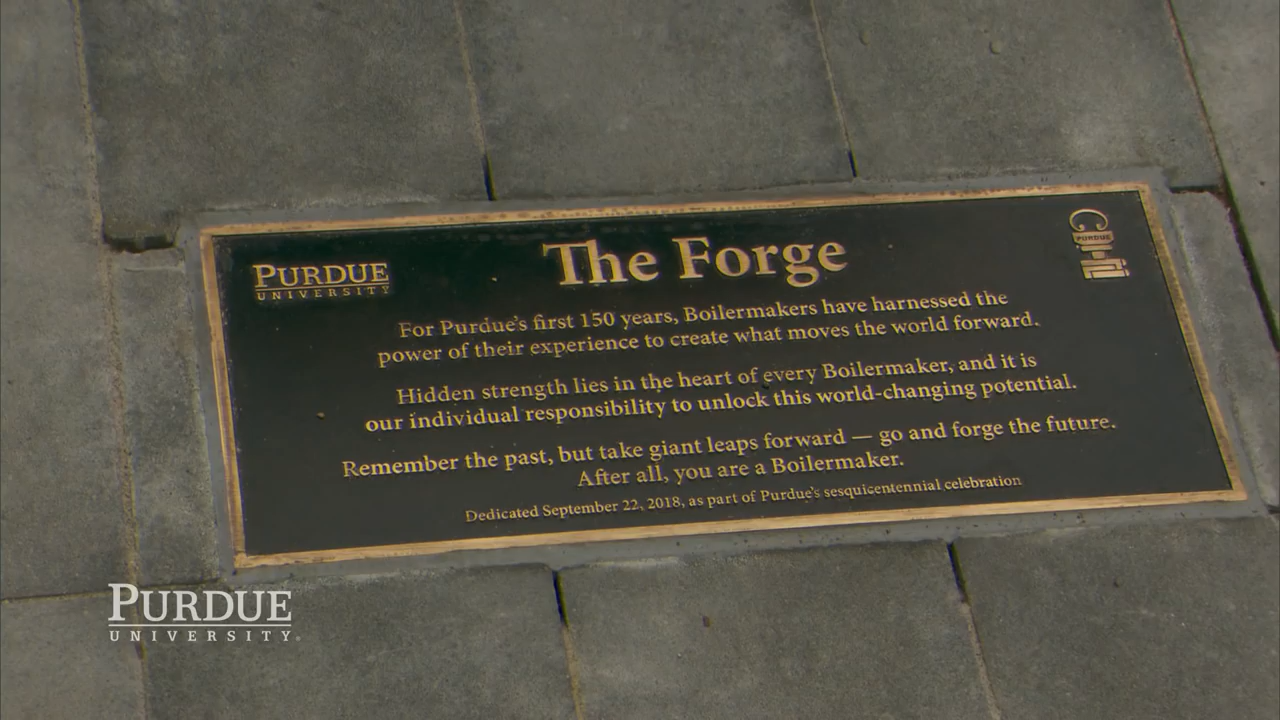 The Forge
PURDUE
UNIVERSITY
PURDUE
For Purdue's first 150 years, Boilermakers have harnessed the
power of their experience to create what moves the world forward.
Hidden strength lies in the heart of every Boilermaker, and it is
our individual responsibility to unlock this world-changing potential.
Remember the past, but take giant leaps forward — go and forge the future.
After all, you are a Boilermaker.
Dedicated September 22, 2018, as part of Purdue's sesquicentennial celebration
PURDUE
UNIVERSITY®